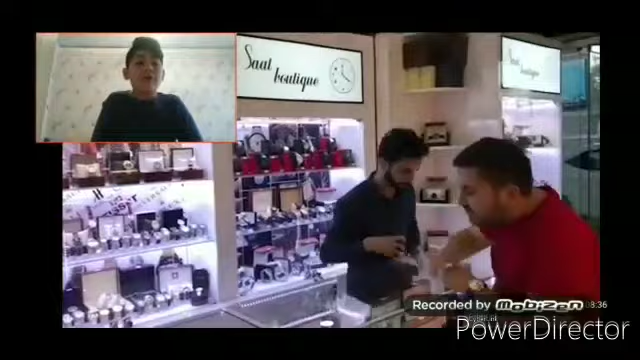 Saat
boutique
Saat
boutique
Recorded by MOBIZEN
PowerDirector